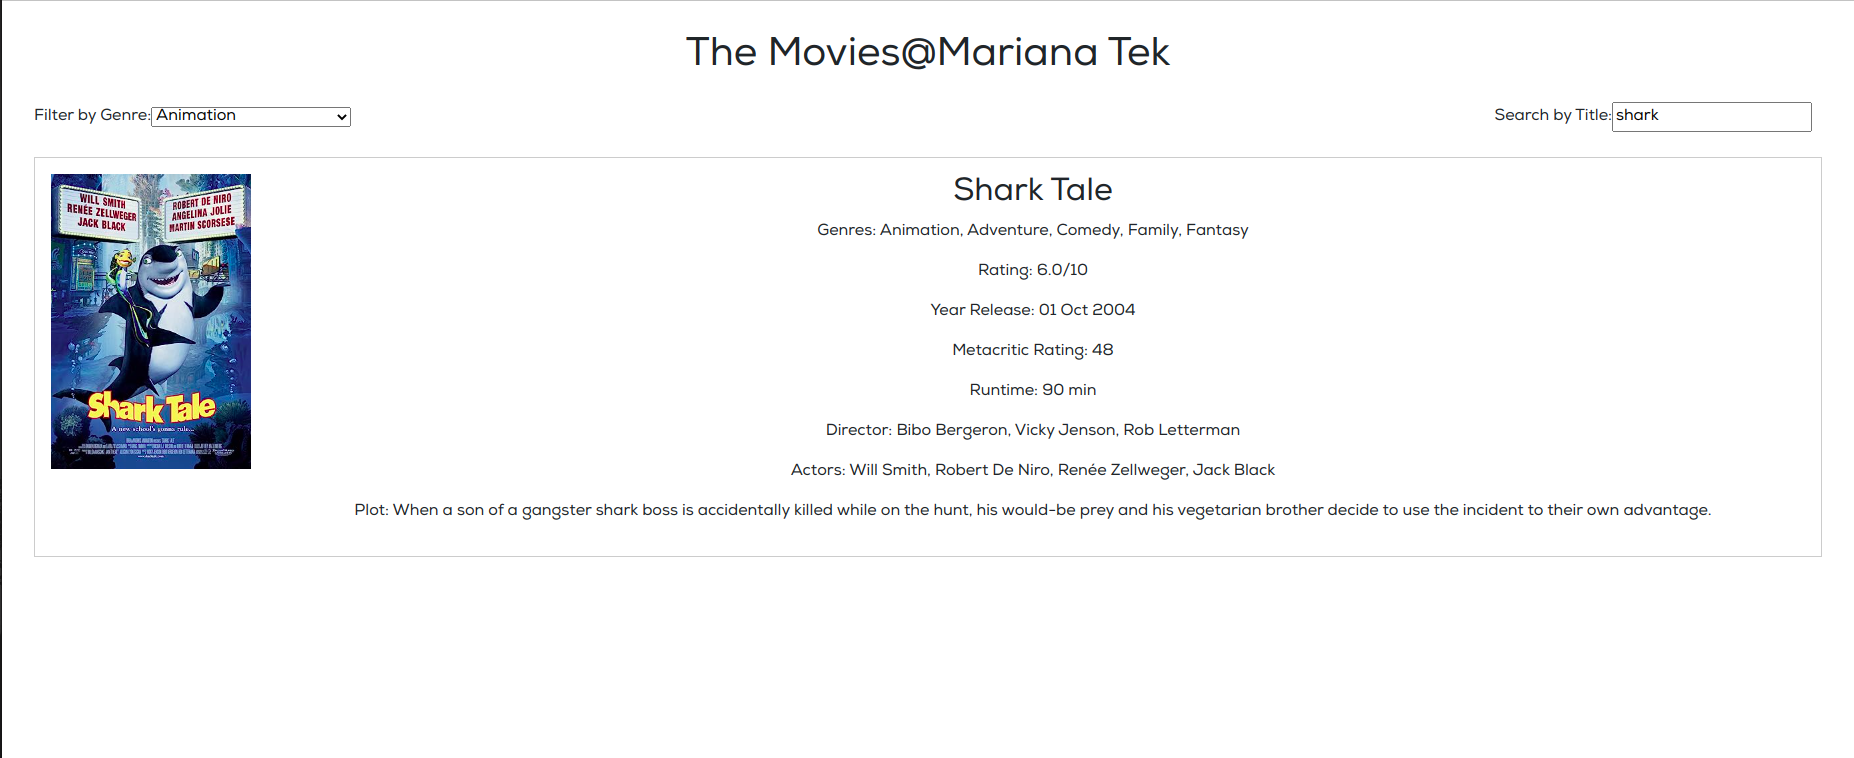 The Movies@Mariana Tek
Filter by Genre: Animation
Search by Title: shark
WILL SMITH
RENÉE ZELLWEGER
JACK BLACK
ROBERT DE NIRO
ANGELINA JOLIE
MARTIN SCORSESE
Shark Tale
A new school's gonna rule...
Shark Tale
Genres: Animation, Adventure, Comedy, Family, Fantasy
Rating: 6.0/10
Year Release: 01 Oct 2004
Metacritic Rating: 48
Runtime: 90 min
Director: Bibo Bergeron, Vicky Jenson, Rob Letterman
Actors: Will Smith, Robert De Niro, Renée Zellweger, Jack Black
Plot: When a son of a gangster shark boss is accidentally killed while on the hunt, his would-be prey and his vegetarian brother decide to use the incident to their own advantage.